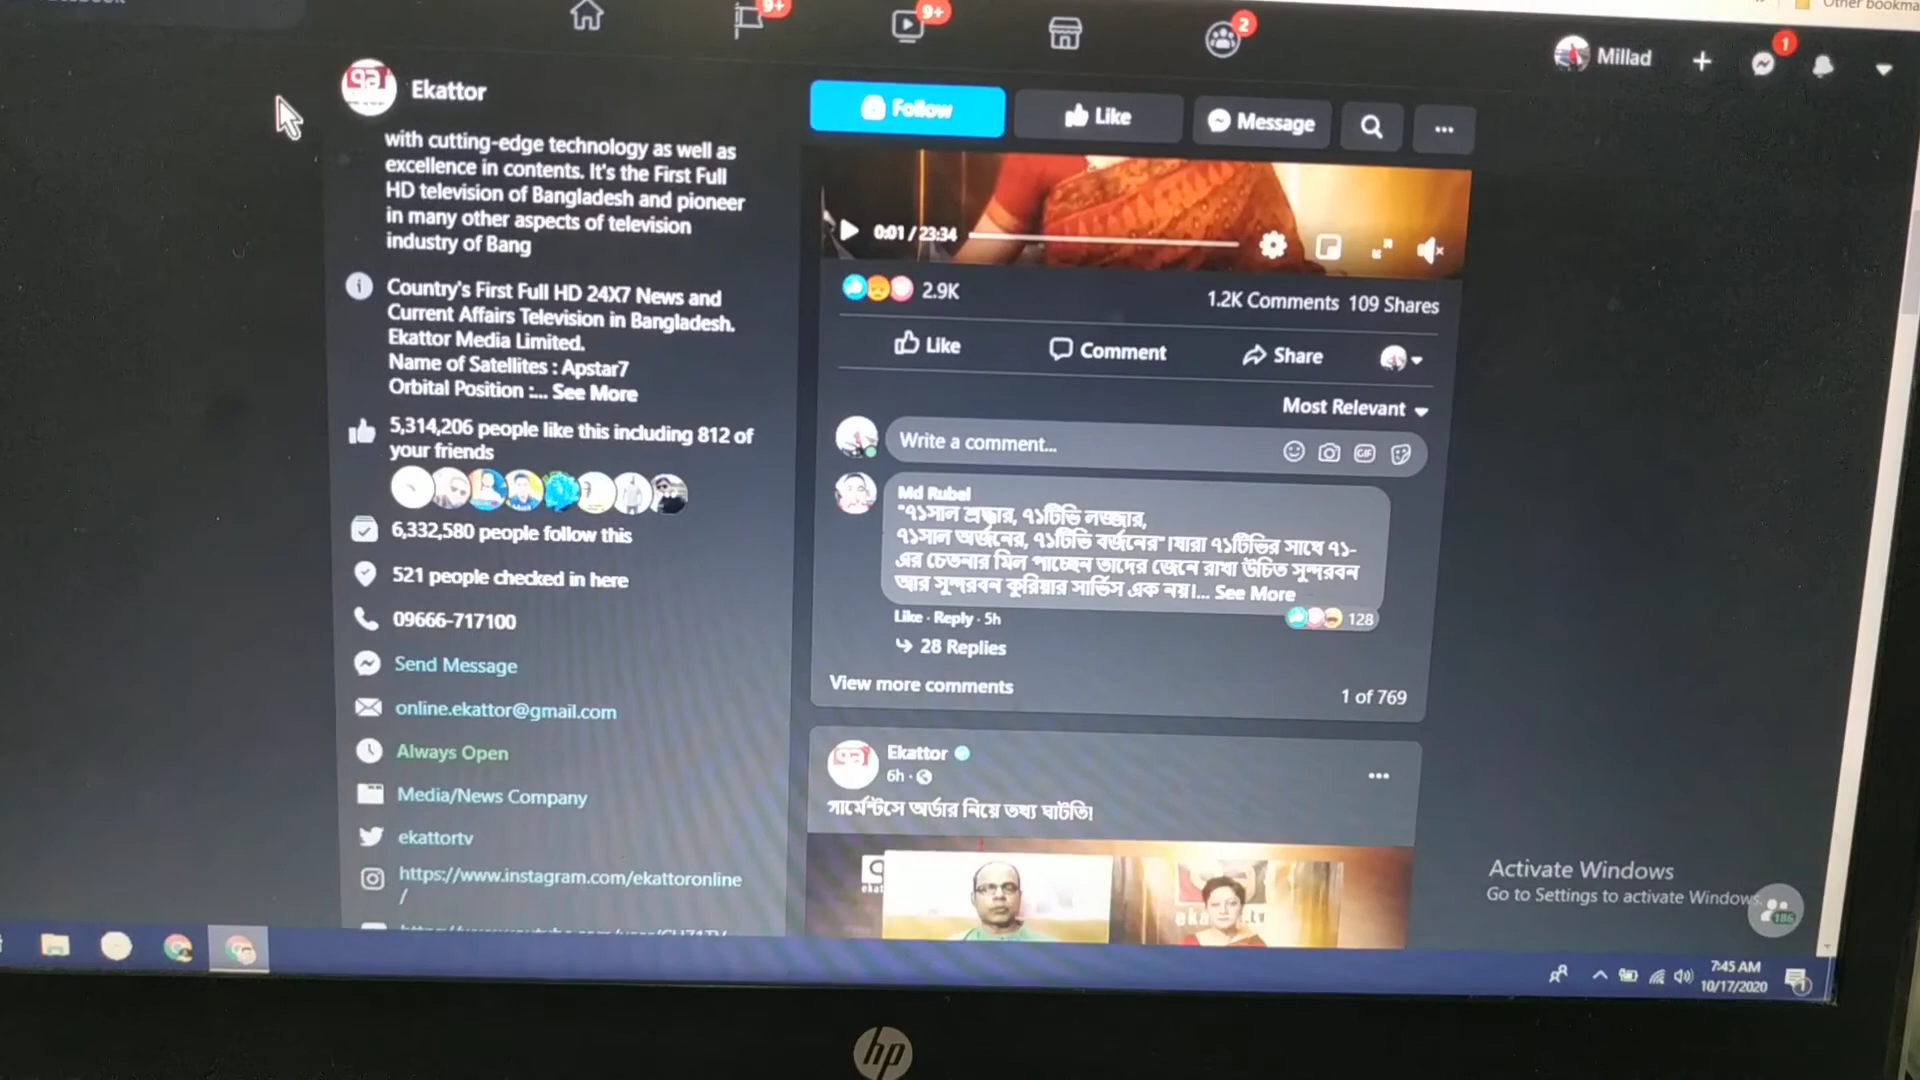 Other bookma
9+
9+
2
Millad
1
Ekattor
Follow
Like
Message
with cutting-edge technology as well as
excellence in contents. It's the First Full
HD television of Bangladesh and pioneer
in many other aspects of television
industry of Bang
Country's First Full HD 24X7 News and
Current Affairs Television in Bangladesh.
Ekattor Media Limited.
Name of Satellites : Apstar7
Orbital Position :... See More
5,314,206 people like this including 812 of
your friends
6,332,580 people follow this
521 people checked in here
09666-717100
Send Message
online.ekattor@gmail.com
Always Open
Media/News Company
ekattortv
https://www.instagram.com/ekattoronline
/
0:01 / 23:34
2.9K
1.2K Comments 109 Shares
Like
Comment
Share
Most Relevant
Write a comment...
GIF
Md Rubel
"৭১সাল শ্রদ্ধার, ৭১টিভি লজ্জার,
৭১সাল অর্জনের, ৭১টিভি বর্জনের"।যারা ৭১টিভির সাথে ৭১-
এর চেতনার মিল পাচ্ছেন তাদের জেনে রাখা উচিত সুন্দরবন
আর সুন্দরবন কুরিয়ার সার্ভিস এক নয়।... See More
Like · Reply · 5h
128
28 Replies
View more comments
1 of 769
Ekattor
6h ·
গার্মেন্টসে অর্ডার নিয়ে তথ্য ঘাটতি!
Activate Windows
Go to Settings to activate Windows.
186
7:45 AM
10/17/2020
1
hp